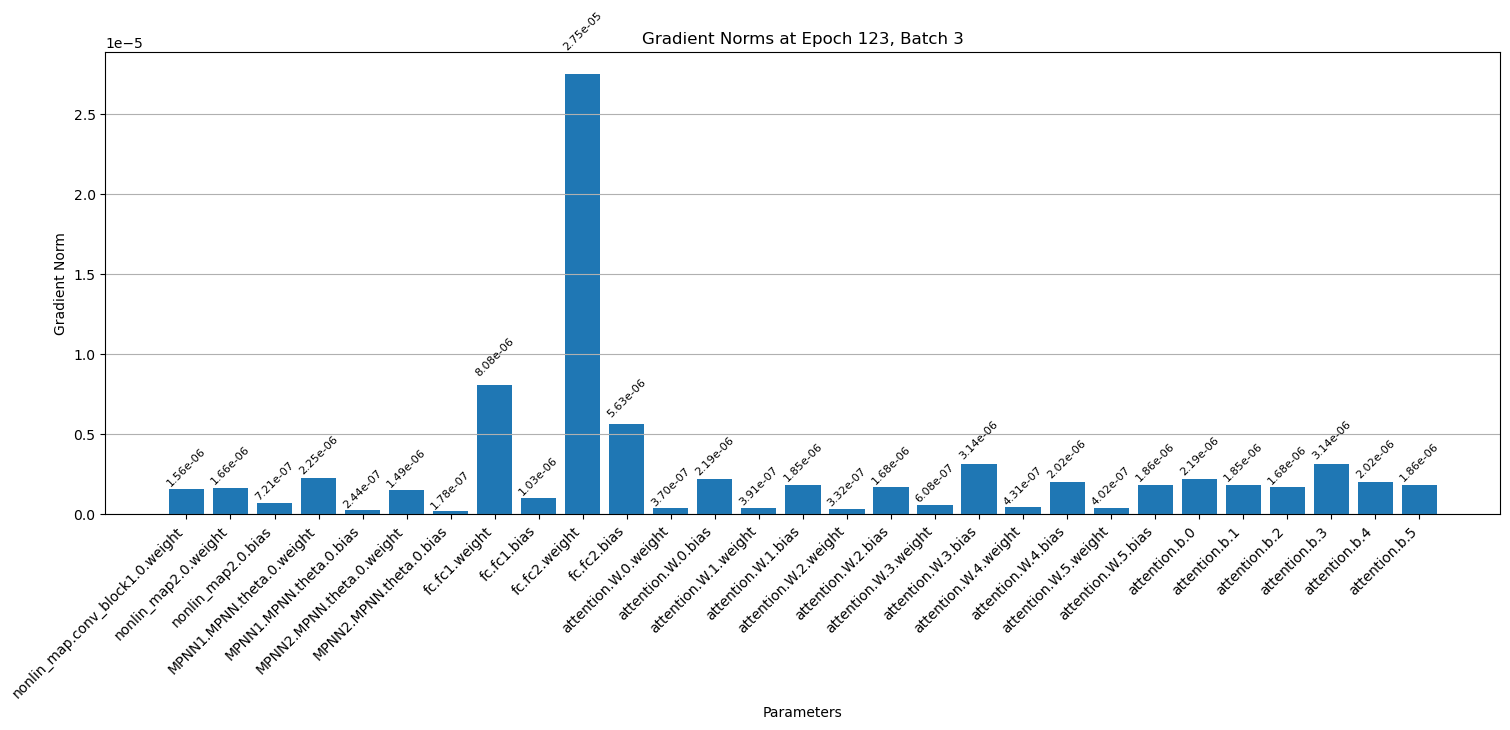 Gradient Norms at Epoch 123, Batch 3
1e−5
2.5
2.0
1.5
1.0
0.5
0.0
Gradient Norm
1.56e-06
1.66e-06
7.21e-07
2.25e-06
2.44e-07
1.49e-06
1.78e-07
8.08e-06
1.03e-06
2.75e-05
5.63e-06
3.70e-07
2.19e-06
3.91e-07
1.85e-06
3.32e-07
1.68e-06
6.08e-07
3.14e-06
4.31e-07
2.02e-06
4.02e-07
1.86e-06
2.19e-06
1.85e-06
1.68e-06
3.14e-06
2.02e-06
1.86e-06
nonlin_map.conv_block1.0.weight
nonlin_map2.0.weight
nonlin_map2.0.bias
MPNN1.MPNN.theta.0.weight
MPNN1.MPNN.theta.0.bias
MPNN2.MPNN.theta.0.weight
MPNN2.MPNN.theta.0.bias
fc.fc1.weight
fc.fc1.bias
fc.fc2.weight
fc.fc2.bias
attention.W.0.weight
attention.W.0.bias
attention.W.1.weight
attention.W.1.bias
attention.W.2.weight
attention.W.2.bias
attention.W.3.weight
attention.W.3.bias
attention.W.4.weight
attention.W.4.bias
attention.W.5.weight
attention.W.5.bias
attention.b.0
attention.b.1
attention.b.2
attention.b.3
attention.b.4
attention.b.5
Parameters